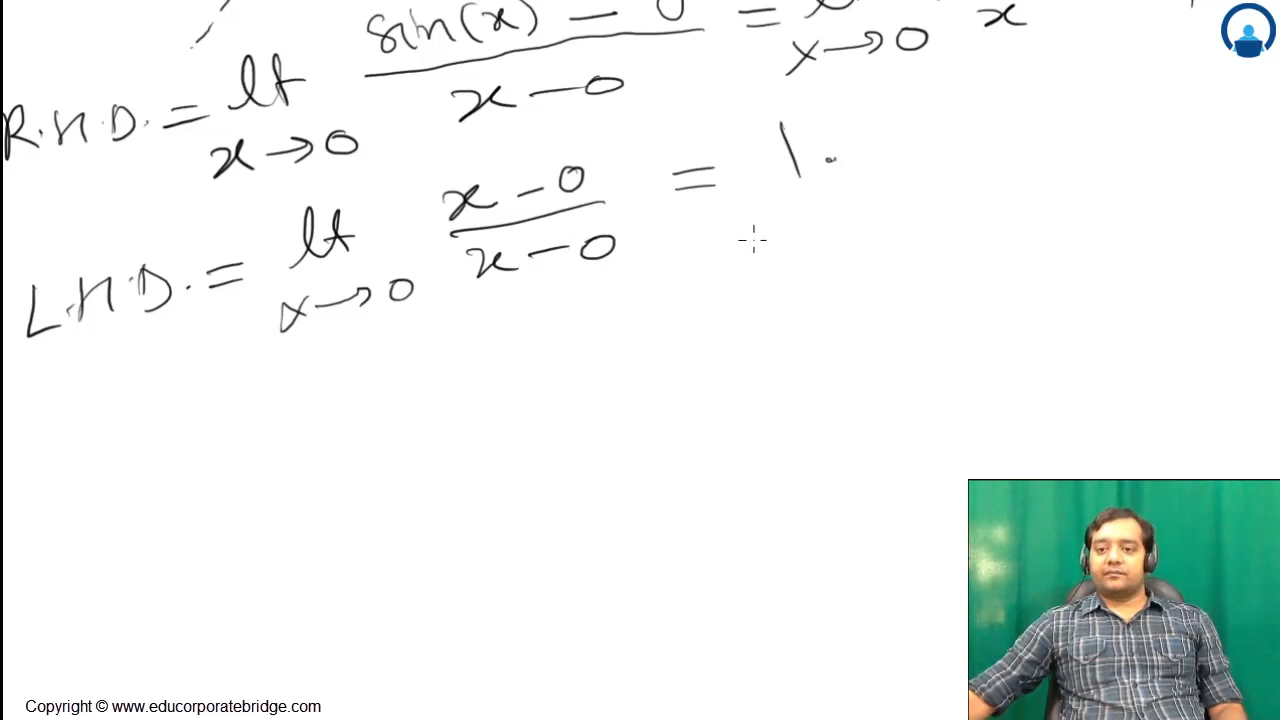 R.H.D. = lt x→0 sin(x) - 0 / x - 0 = x→0 x
L.H.D. = lt x→0 x - 0 / x - 0 = 1.
Copyright © www.educorporatebridge.com